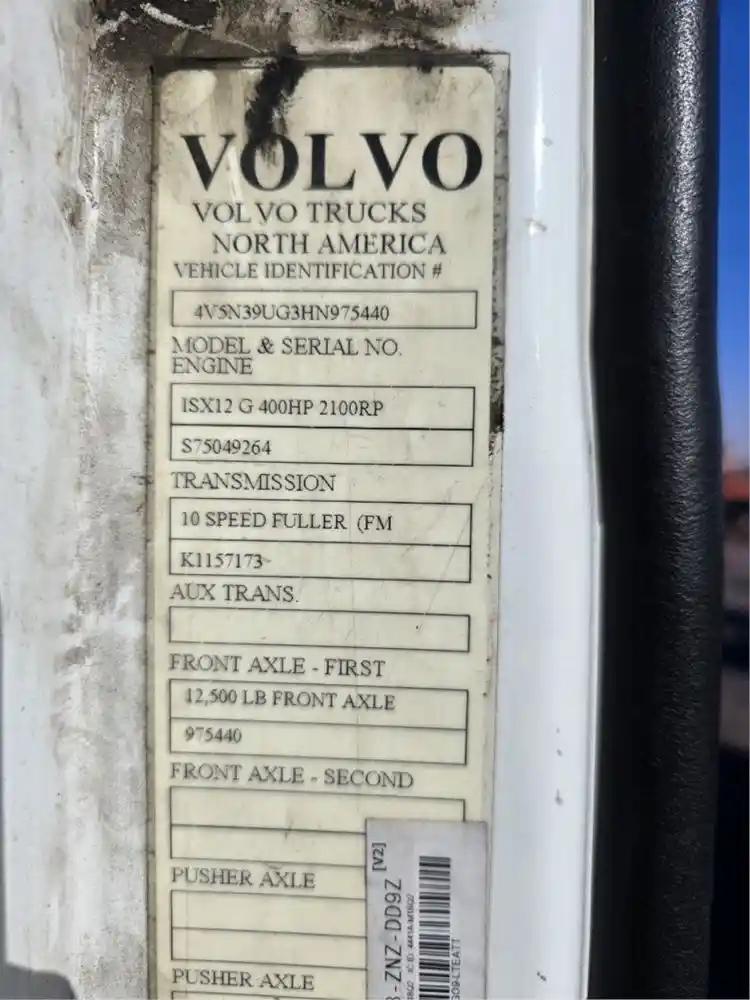 VOLVO
VOLVO TRUCKS
NORTH AMERICA
VEHICLE IDENTIFICATION #
4V5N39UG3HN975440
MODEL & SERIAL NO.
ENGINE
ISX12 G 400HP 2100RP
S75049264
TRANSMISSION
10 SPEED FULLER (FM
K1157173
AUX TRANS.
FRONT AXLE - FIRST
12,500 LB FRONT AXLE
975440
FRONT AXLE - SECOND
PUSHER AXLE
PUSHER AXLE
[V2]
-ZNZ-DD9Z